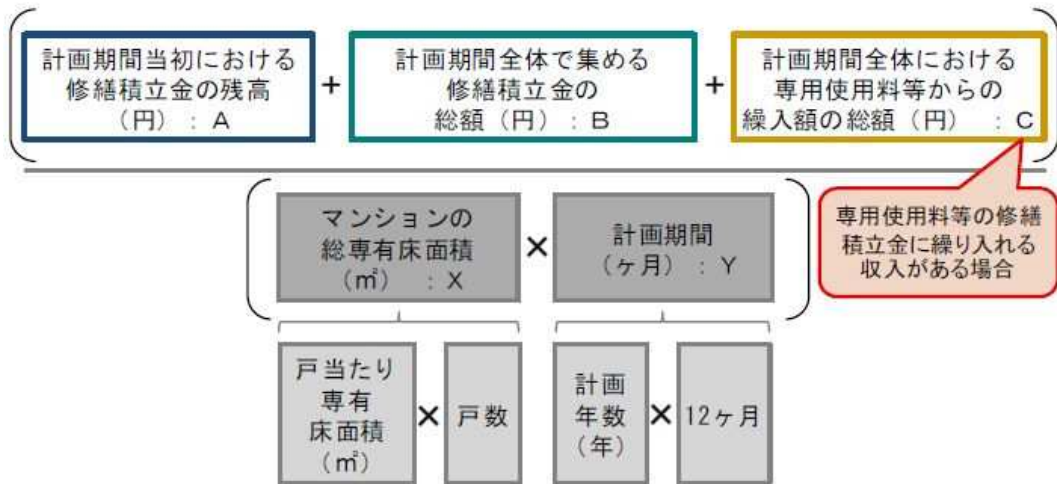 計画期間当初における
修繕積立金の残高
（円）：A
+
計画期間全体で集める
修繕積立金の
総額（円）：B
+
計画期間全体における
専用使用料等からの
繰入額の総額（円）：C
マンションの
総専有床面積
（㎡）：X
×
計画期間
（ヶ月）：Y
専用使用料等の修繕
積立金に繰り入れる
収入がある場合
戸当たり
専有
床面積
（㎡）
×
戸数
計画
年数
（年）
×
12ヶ月